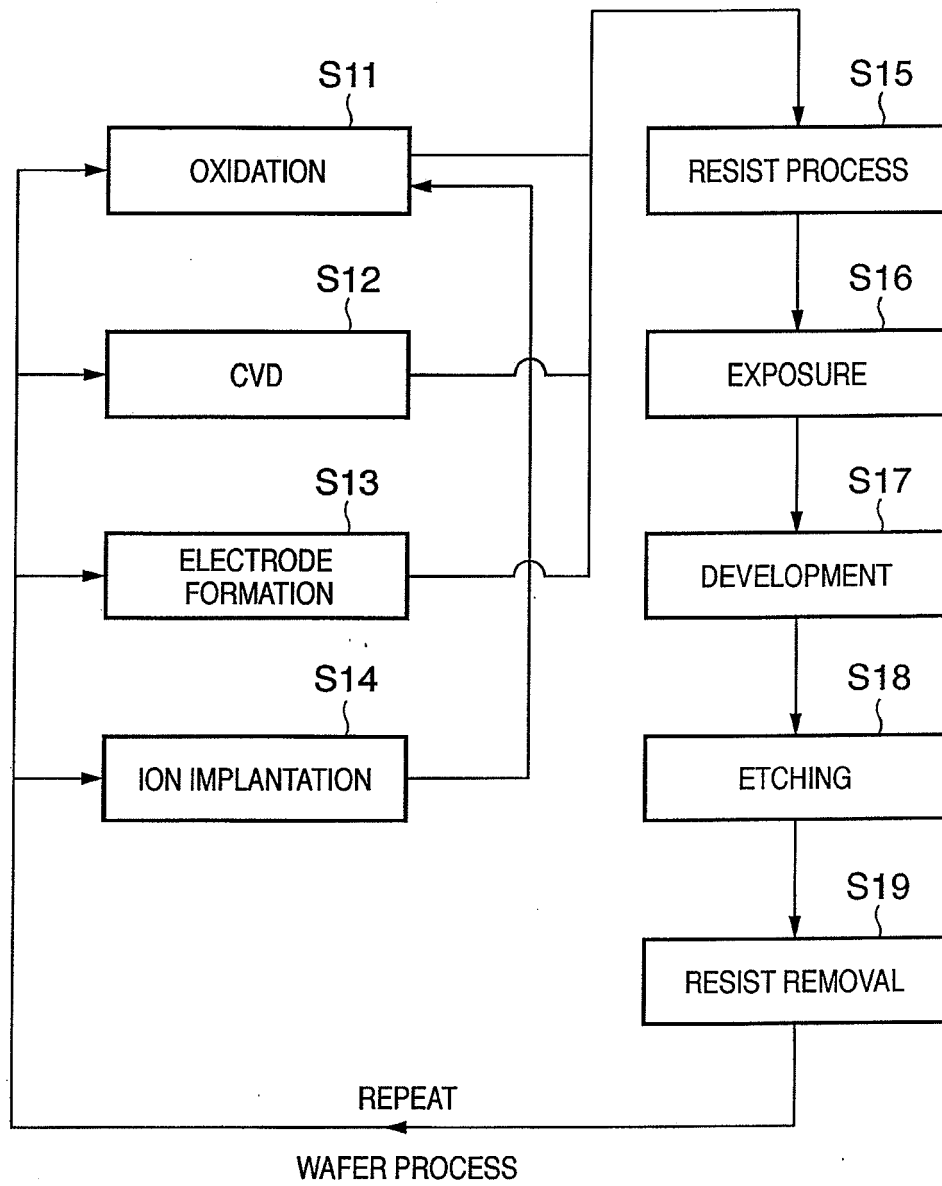 S11
OXIDATION
S12
CVD
S13
ELECTRODE
FORMATION
S14
ION IMPLANTATION
S15
RESIST PROCESS
S16
EXPOSURE
S17
DEVELOPMENT
S18
ETCHING
S19
RESIST REMOVAL
REPEAT
WAFER PROCESS